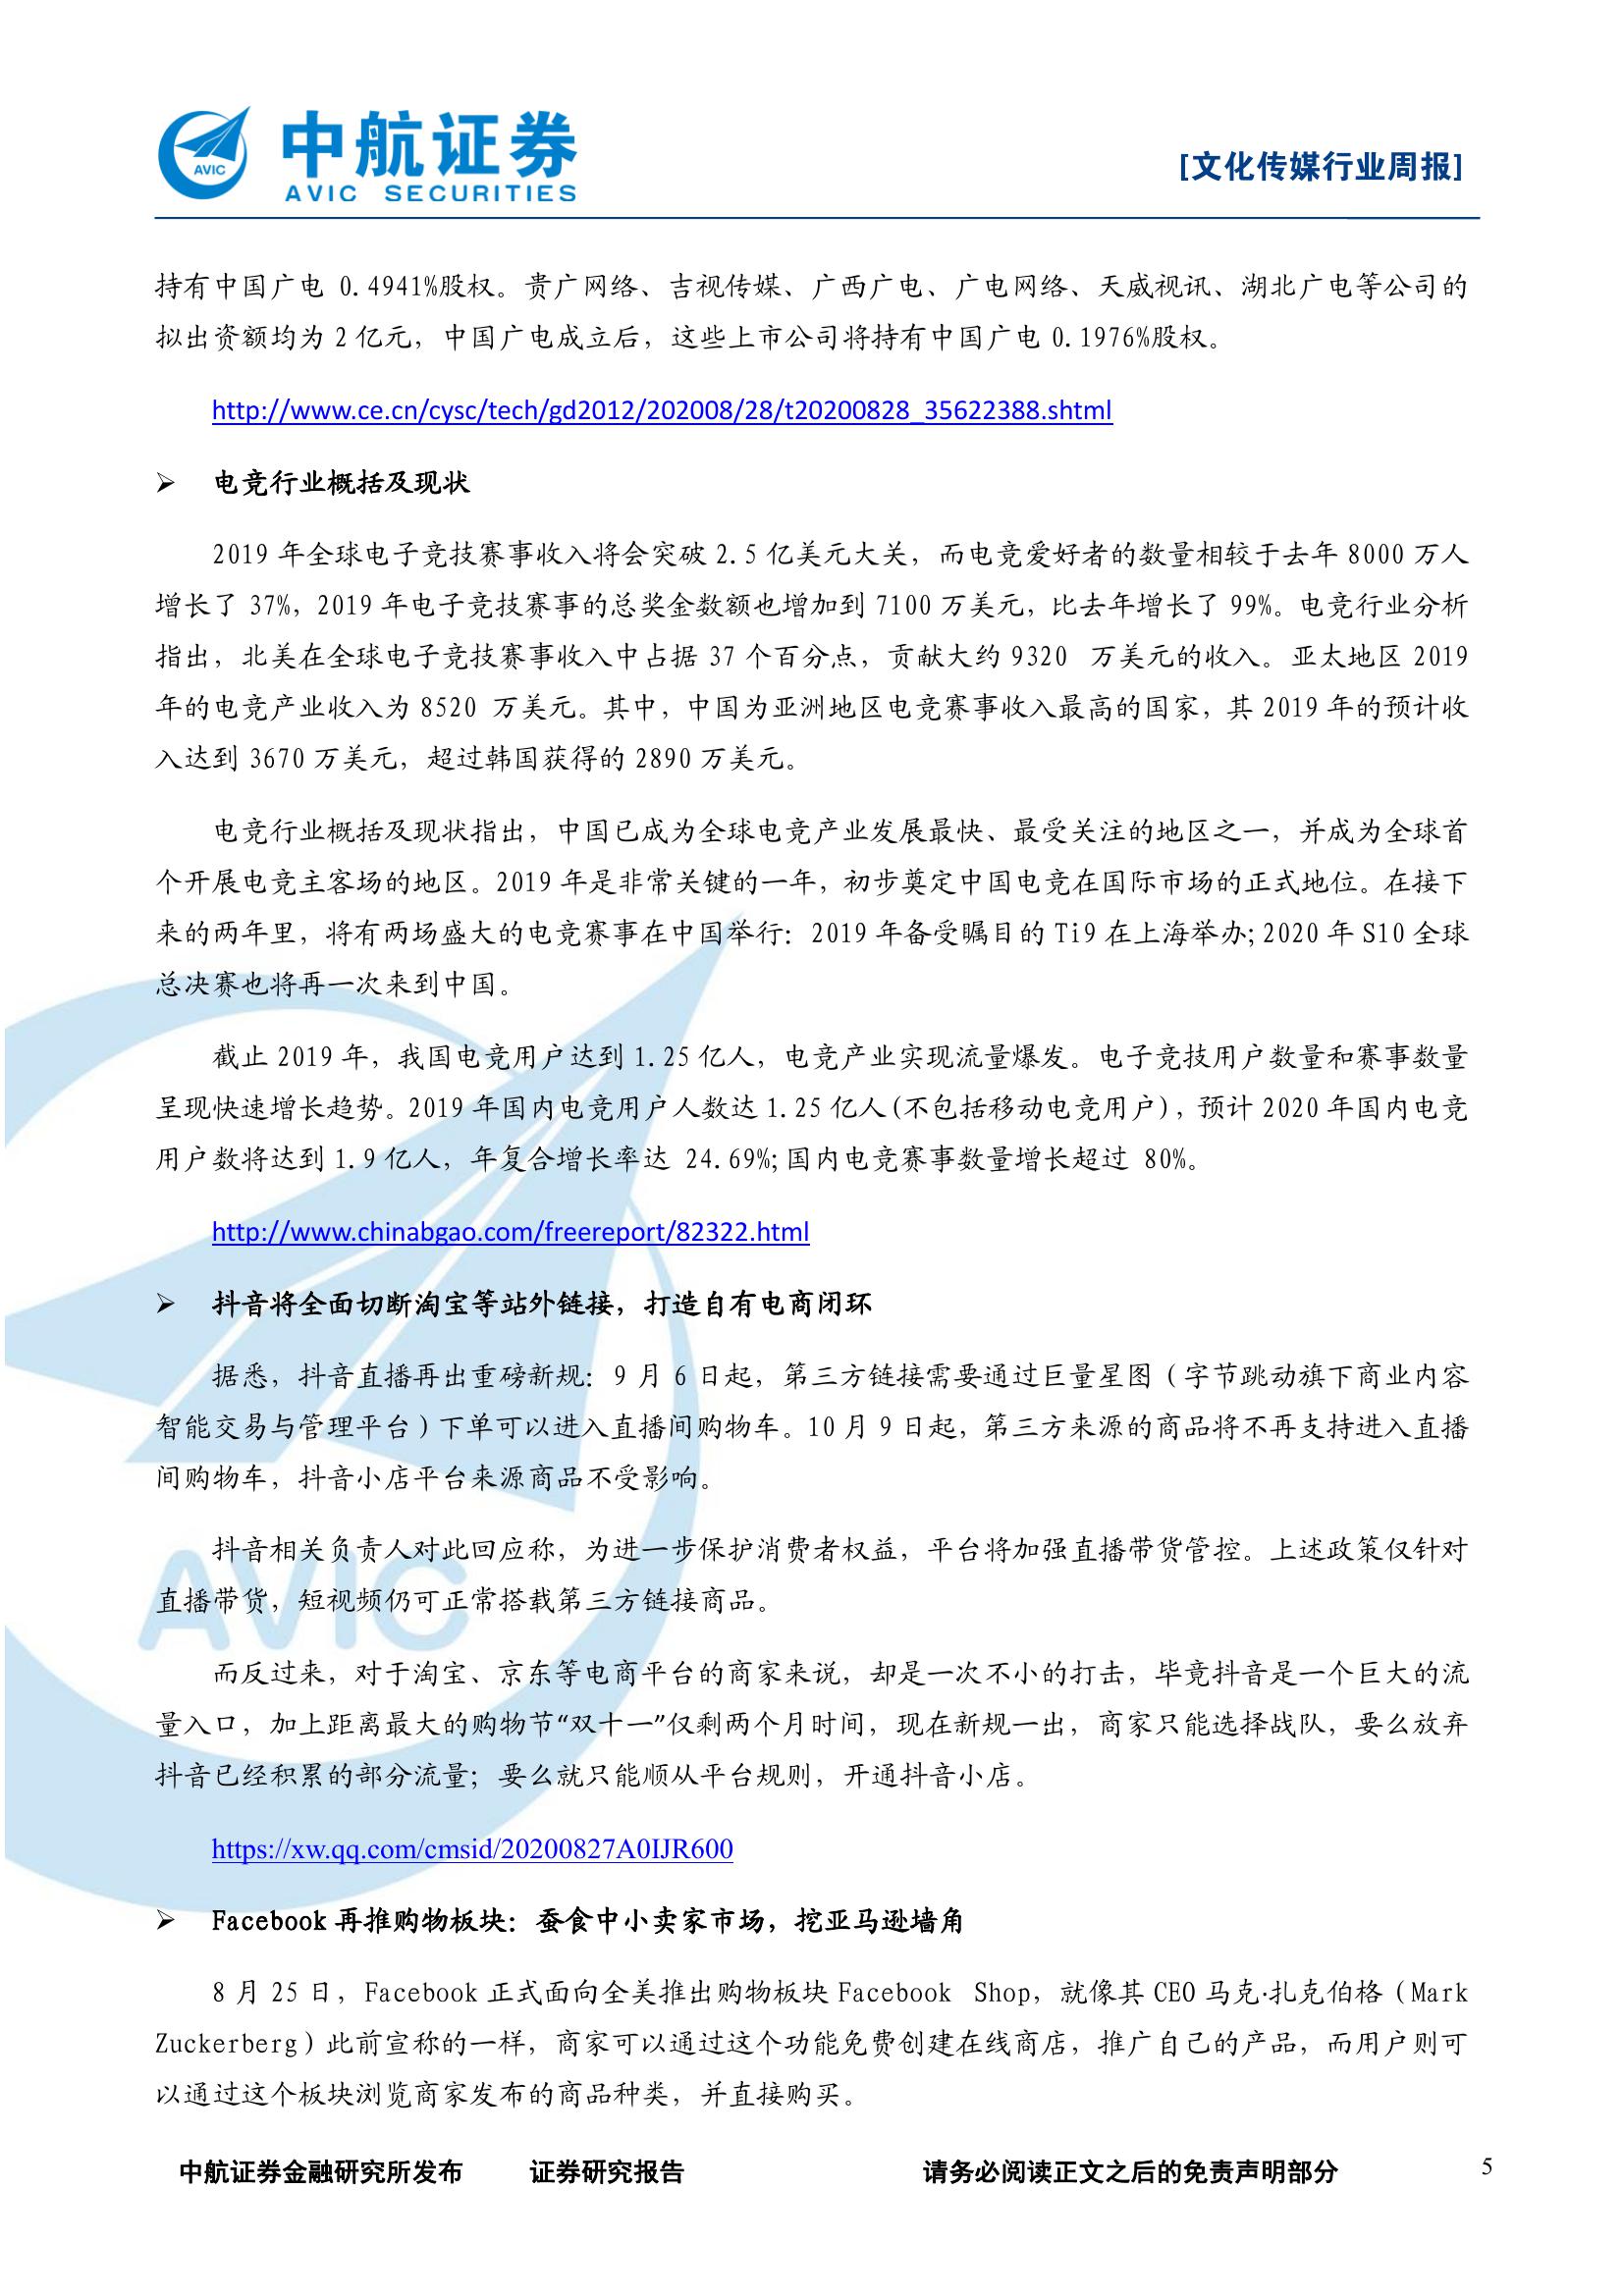 中航证券
AVIC SECURITIES
AVIC
[文化传媒行业周报]
持有中国广电 0.4941%股权。贵广网络、吉视传媒、广西广电、广电网络、天威视讯、湖北广电等公司的
拟出资额均为 2 亿元，中国广电成立后，这些上市公司将持有中国广电 0.1976%股权。
http://www.ce.cn/cysc/tech/gd2012/202008/28/t20200828_35622388.shtml
➢ 电竞行业概括及现状
2019 年全球电子竞技赛事收入将会突破 2.5 亿美元大关，而电竞爱好者的数量相较于去年 8000 万人
增长了 37%，2019 年电子竞技赛事的总奖金数额也增加到 7100 万美元，比去年增长了 99%。电竞行业分析
指出，北美在全球电子竞技赛事收入中占据 37 个百分点，贡献大约 9320 万美元的收入。亚太地区 2019
年的电竞产业收入为 8520 万美元。其中，中国为亚洲地区电竞赛事收入最高的国家，其 2019 年的预计收
入达到 3670 万美元，超过韩国获得的 2890 万美元。
电竞行业概括及现状指出，中国已成为全球电竞产业发展最快、最受关注的地区之一，并成为全球首
个开展电竞主客场的地区。2019 年是非常关键的一年，初步奠定中国电竞在国际市场的正式地位。在接下
来的两年里，将有两场盛大的电竞赛事在中国举行：2019 年备受瞩目的 Ti9 在上海举办;2020 年 S10 全球
总决赛也将再一次来到中国。
截止 2019 年，我国电竞用户达到 1.25 亿人，电竞产业实现流量爆发。电子竞技用户数量和赛事数量
呈现快速增长趋势。2019 年国内电竞用户人数达 1.25 亿人(不包括移动电竞用户)，预计 2020 年国内电竞
用户数将达到 1.9 亿人，年复合增长率达 24.69%;国内电竞赛事数量增长超过 80%。
http://www.chinabgao.com/freereport/82322.html
➢ 抖音将全面切断淘宝等站外链接，打造自有电商闭环
据悉，抖音直播再出重磅新规：9 月 6 日起，第三方链接需要通过巨量星图（字节跳动旗下商业内容
智能交易与管理平台）下单可以进入直播间购物车。10 月 9 日起，第三方来源的商品将不再支持进入直播
间购物车，抖音小店平台来源商品不受影响。
抖音相关负责人对此回应称，为进一步保护消费者权益，平台将加强直播带货管控。上述政策仅针对
直播带货，短视频仍可正常搭载第三方链接商品。
而反过来，对于淘宝、京东等电商平台的商家来说，却是一次不小的打击，毕竟抖音是一个巨大的流
量入口，加上距离最大的购物节“双十一”仅剩两个月时间，现在新规一出，商家只能选择战队，要么放弃
抖音已经积累的部分流量；要么就只能顺从平台规则，开通抖音小店。
https://xw.qq.com/cmsid/20200827A0IJR600
➢ Facebook 再推购物板块：蚕食中小卖家市场，挖亚马逊墙角
8 月 25 日，Facebook 正式面向全美推出购物板块 Facebook Shop，就像其 CEO 马克·扎克伯格（Mark
Zuckerberg）此前宣称的一样，商家可以通过这个功能免费创建在线商店，推广自己的产品，而用户则可
以通过这个板块浏览商家发布的商品种类，并直接购买。
AVIC
中航证券金融研究所发布 证券研究报告 请务必阅读正文之后的免责声明部分 5